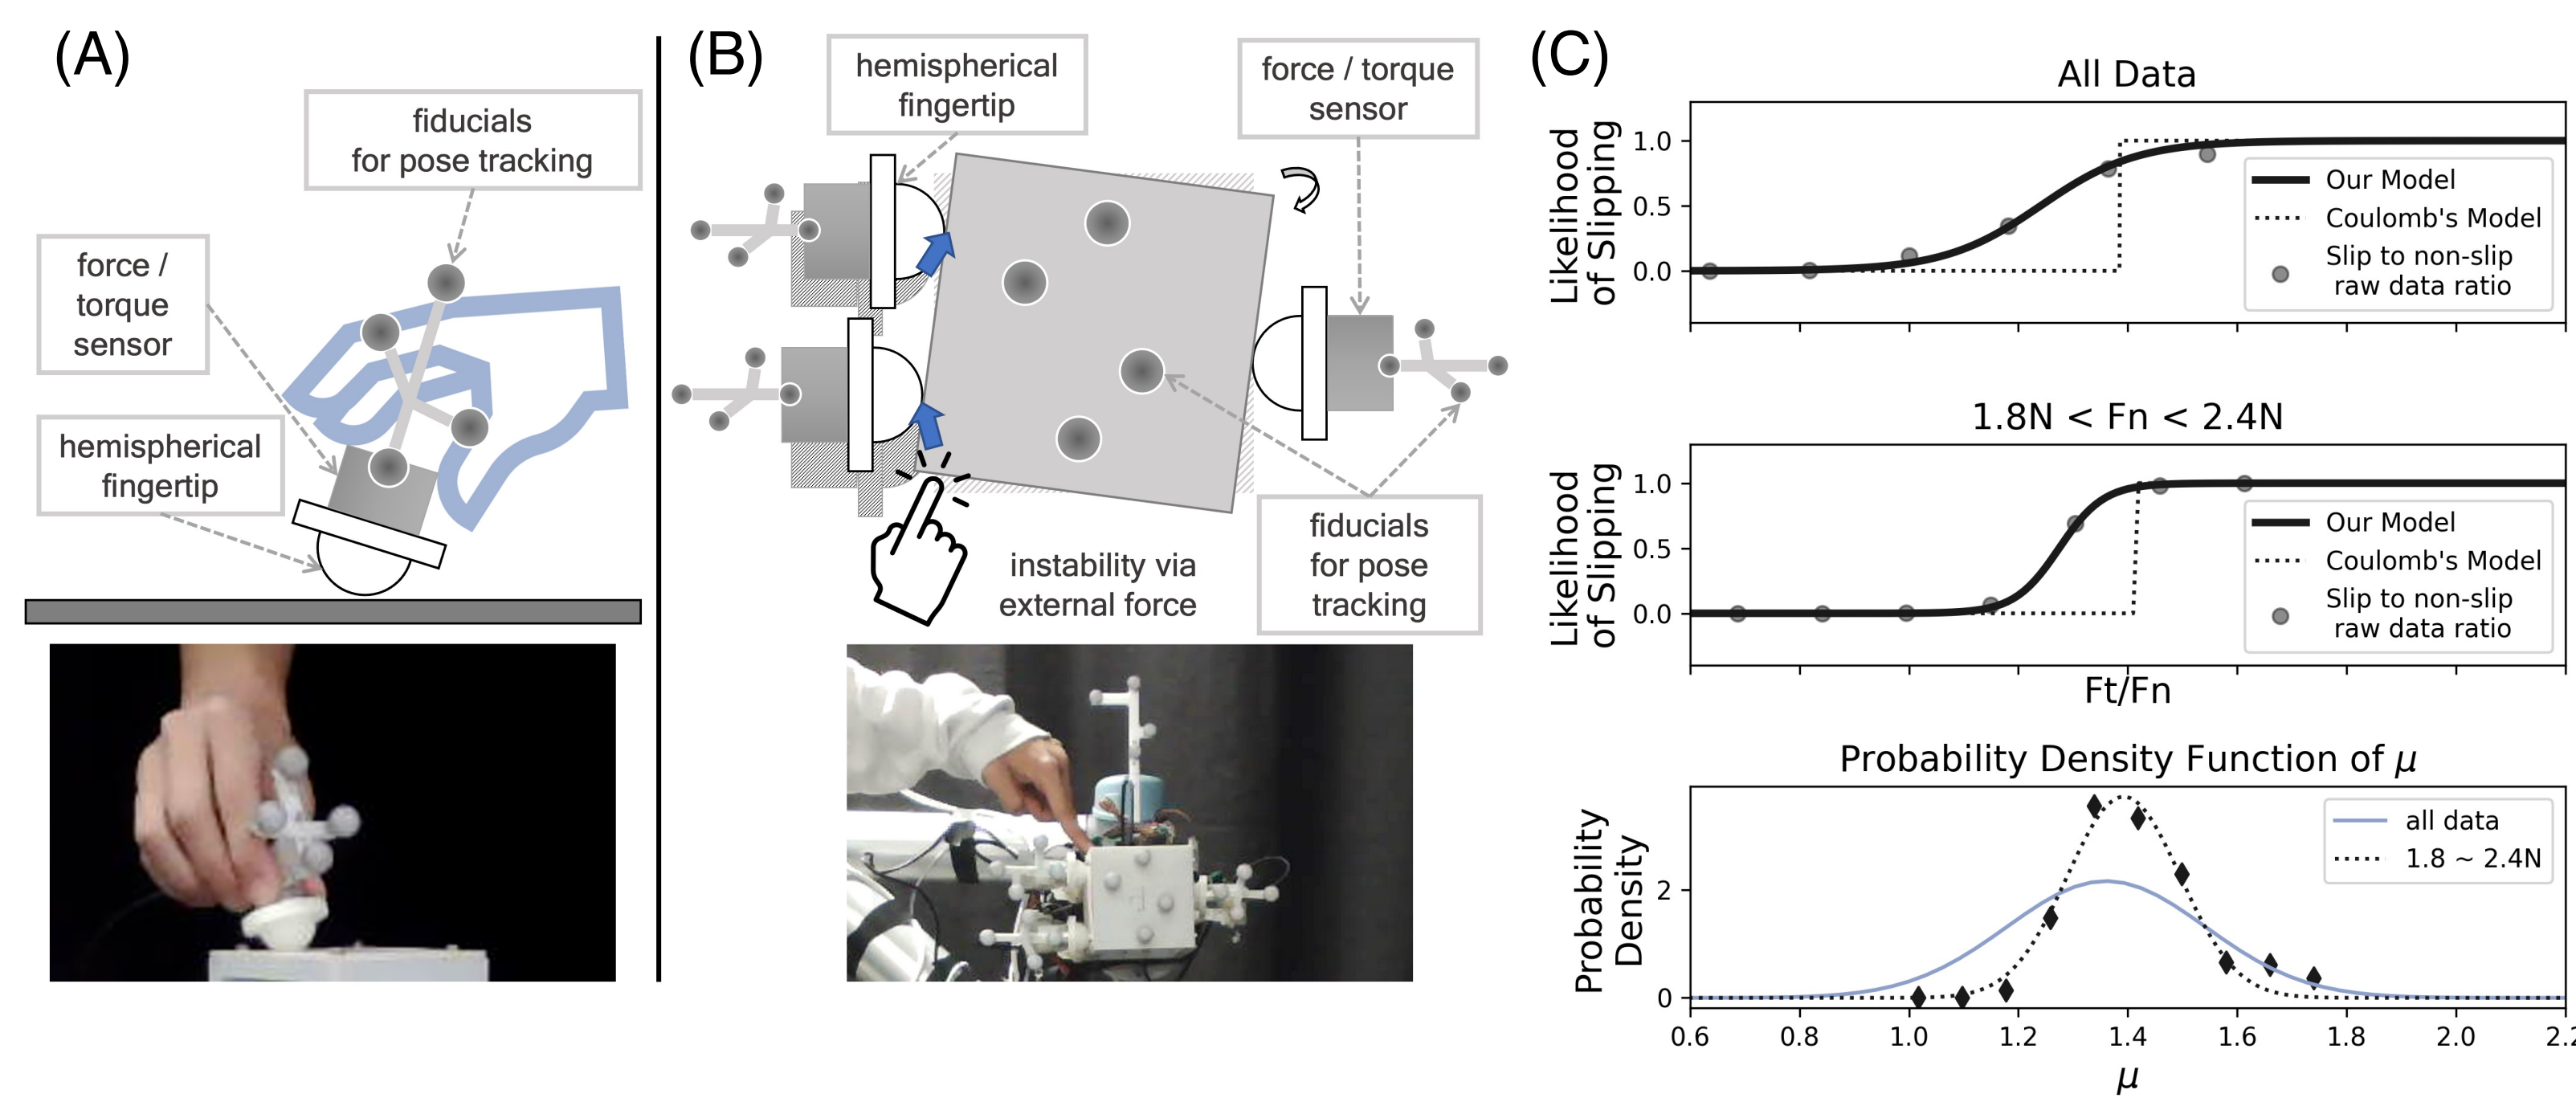 (A)
fiducials
for pose tracking
force /
torque
sensor
hemispherical
fingertip
(B)
hemispherical
fingertip
force / torque
sensor
instability via
external force
fiducials
for pose
tracking
(C)
All Data
Likelihood
of Slipping
1.0
0.5
0.0
Our Model
Coulomb's Model
Slip to non-slip
raw data ratio
1.8N < Fn < 2.4N
Likelihood
of Slipping
1.0
0.5
0.0
Our Model
Coulomb's Model
Slip to non-slip
raw data ratio
Ft/Fn
Probability Density Function of μ
Probability
Density
2
0
all data
1.8 ~ 2.4N
0.6 0.8 1.0 1.2 1.4 1.6 1.8 2.0 2.2
μ